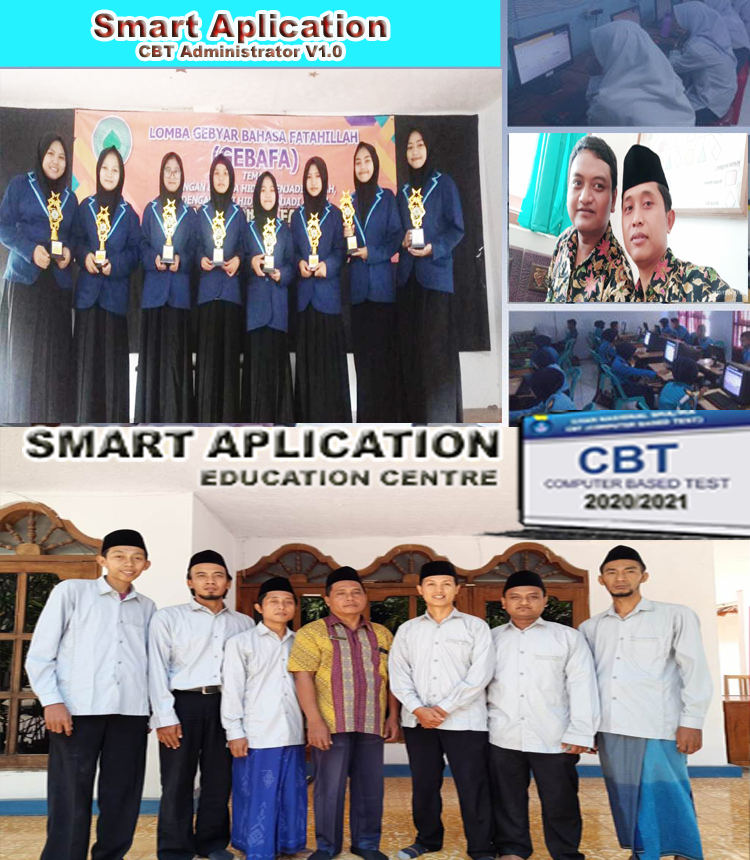 Smart Aplication
CBT Administrator V1.0
LOMBA GEBYAR BAHASA FATAHILLAH
(GEBAFA)
SMART APLICATION
EDUCATION CENTRE
CBT
COMPUTER BASED TEST
2020/2021